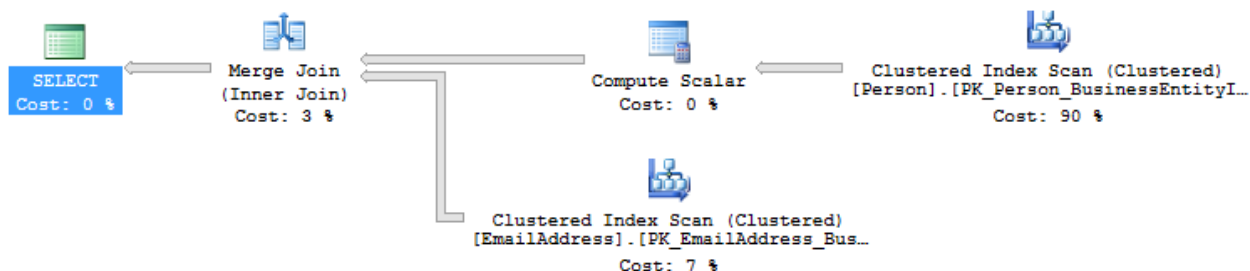 SELECT
Cost: 0 %
Merge Join
(Inner Join)
Cost: 3 %
Compute Scalar
Cost: 0 %
Clustered Index Scan (Clustered)
[Person].[PK_Person_BusinessEntityI…
Cost: 90 %
Clustered Index Scan (Clustered)
[EmailAddress].[PK_EmailAddress_Bus…
Cost: 7 %